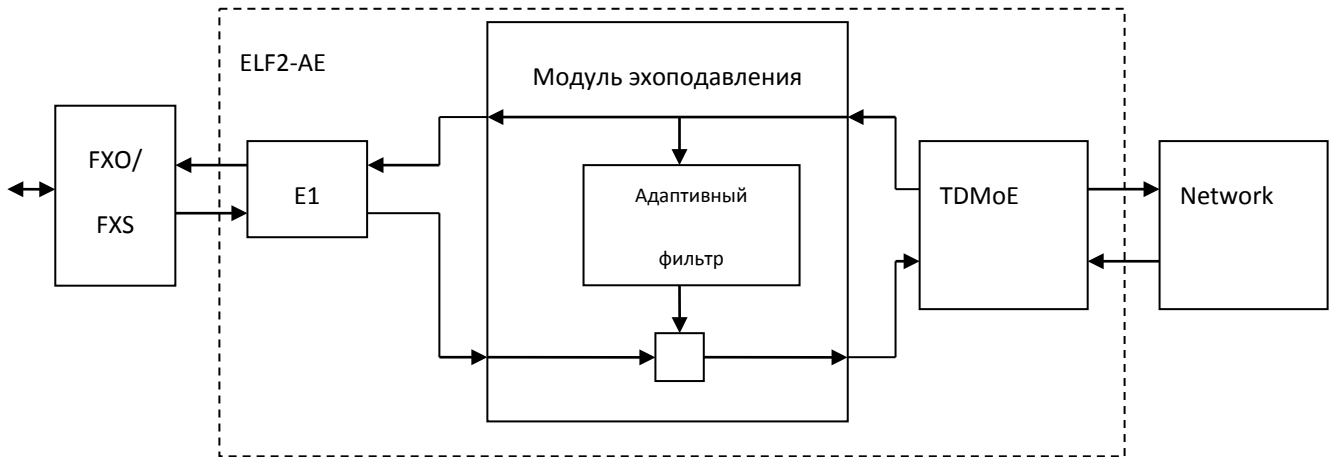 ELF2-AE
Модуль эхоподавления
FXO/
FXS
E1
Адаптивный
фильтр
TDMoE
Network